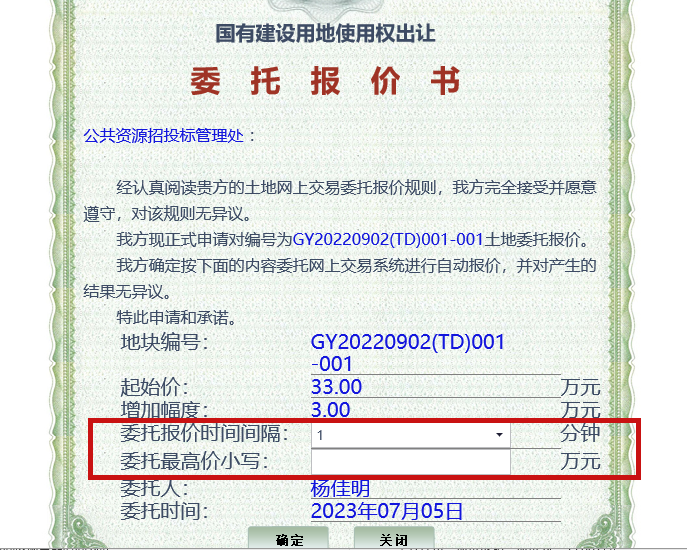 国有建设用地使用权出让
委托报价书
公共资源招投标管理处：
经认真阅读贵方的土地网上交易委托报价规则，我方完全接受并愿意
遵守，对该规则无异议。
我方现正式申请对编号为GY20220902(TD)001-001土地委托报价。
我方确定按下面的内容委托网上交易系统进行自动报价，并对产生的
结果无异议。
特此申请和承诺。
地块编号： GY20220902(TD)001
-001
起始价： 33.00 万元
增加幅度： 3.00 万元
委托报价时间间隔： 1 分钟
委托最高价小写： 万元
委托人： 杨佳明
委托时间： 2023年07月05日
确定 关闭